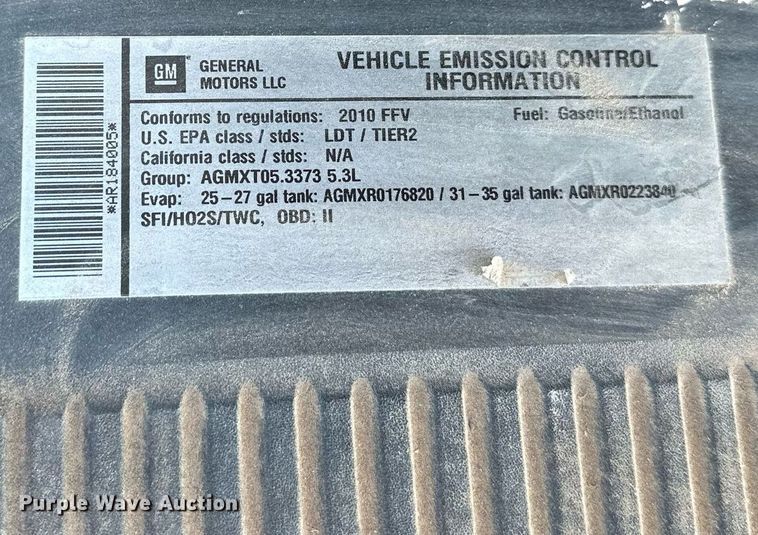 *AR184005*
GM
GENERAL MOTORS LLC
VEHICLE EMISSION CONTROL INFORMATION
Conforms to regulations: 2010 FFV Fuel: Gasoline/Ethanol
U.S. EPA class / stds: LDT / TIER2
California class / stds: N/A
Group: AGMXT05.3373 5.3L
Evap: 25-27 gal tank: AGMXR0176820 / 31-35 gal tank: AGMXR0223840
SFI/HO2S/TWC, OBD: II
Purple Wave Auction